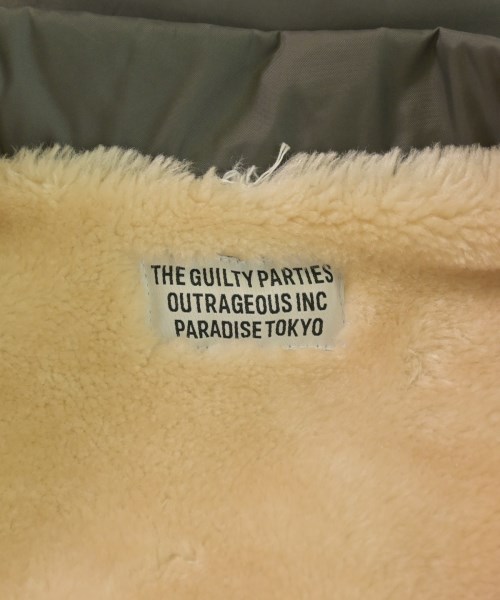 THE GUILTY PARTIES
OUTRAGEOUS INC
PARADISE TOKYO